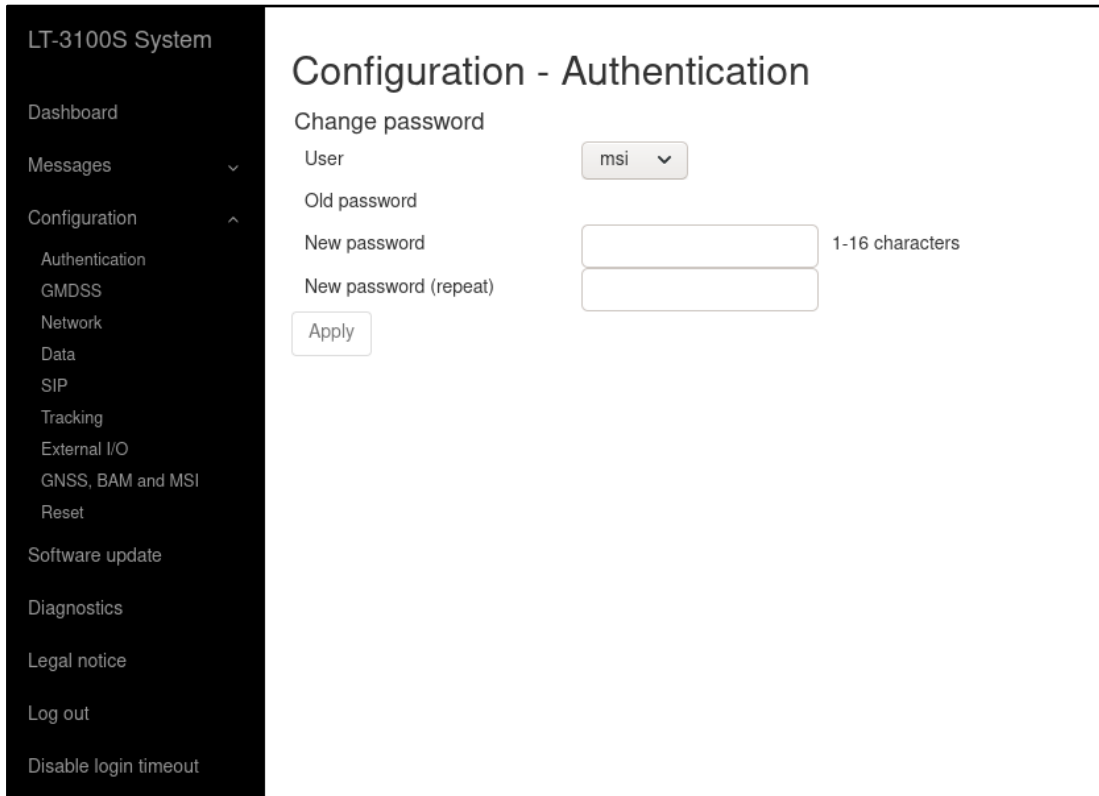 LT-3100S System
Dashboard
Messages
Configuration
Authentication
GMDSS
Network
Data
SIP
Tracking
External I/O
GNSS, BAM and MSI
Reset
Software update
Diagnostics
Legal notice
Log out
Disable login timeout
Configuration - Authentication
Change password
User msi
Old password
New password 1-16 characters
New password (repeat)
Apply